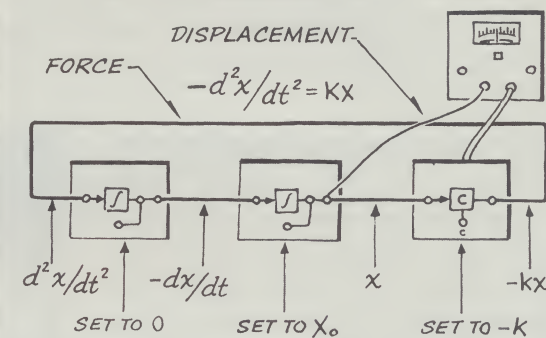 DISPLACEMENT
FORCE
-d²x/dt² = Kx
∫
∫
C
c
d²x/dt²
-dx/dt
x
-kx
SET TO 0
SET TO X₀
SET TO -k